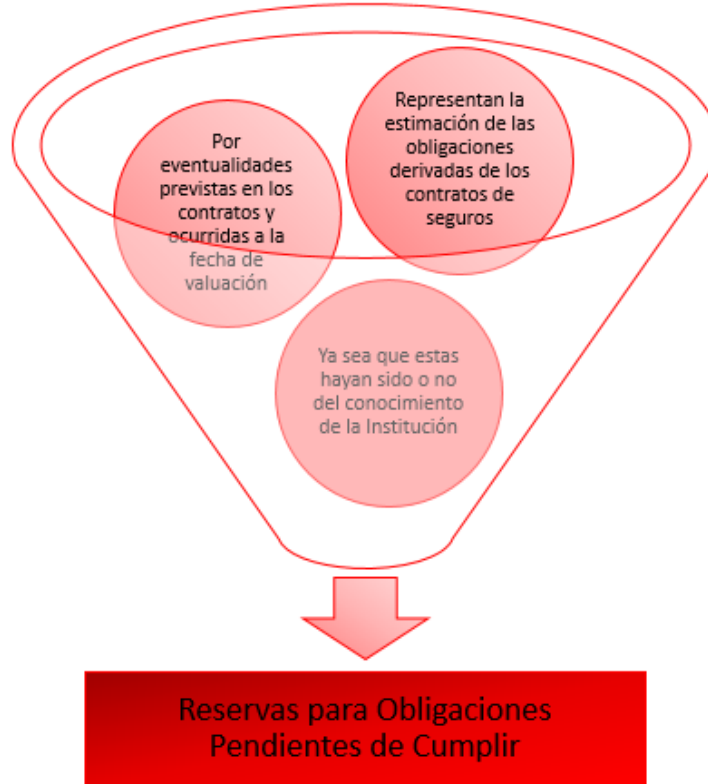 Por
eventualidades
previstas en los
contratos y
ocurridas a la
fecha de
valuación
Representan la
estimación de las
obligaciones
derivadas de los
contratos de
seguros
Ya sea que estas
hayan sido o no
del conocimiento
de la Institución
Reservas para Obligaciones
Pendientes de Cumplir